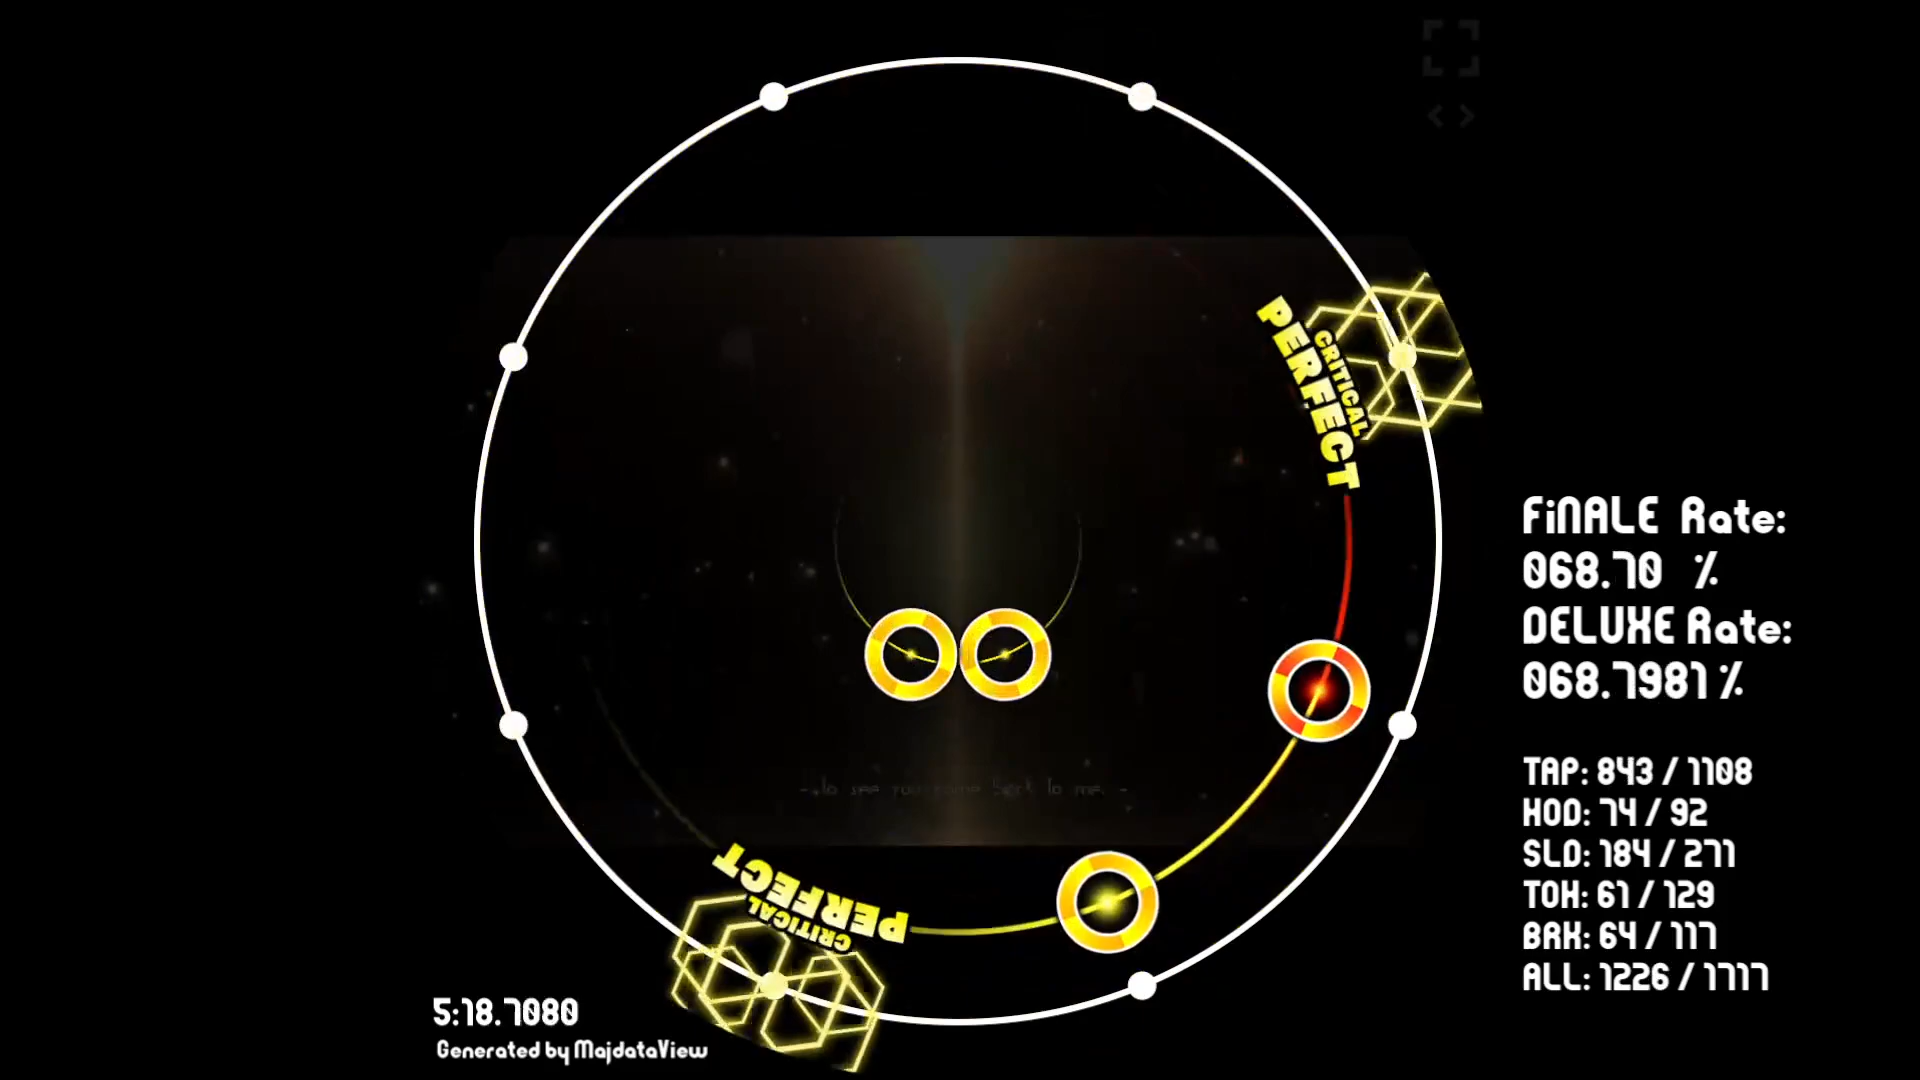 CRITICAL
PERFECT
FiNALE Rate:
068.70 %
DELUXE Rate:
068.7981 %
TAP: 843 / 1108
HOD: 74 / 92
SLD: 184 / 271
TOH: 61 / 129
BRK: 64 / 117
ALL: 1226 / 1717
PERFECT
CRITICAL
5:18.7080
Generated by MajdataView